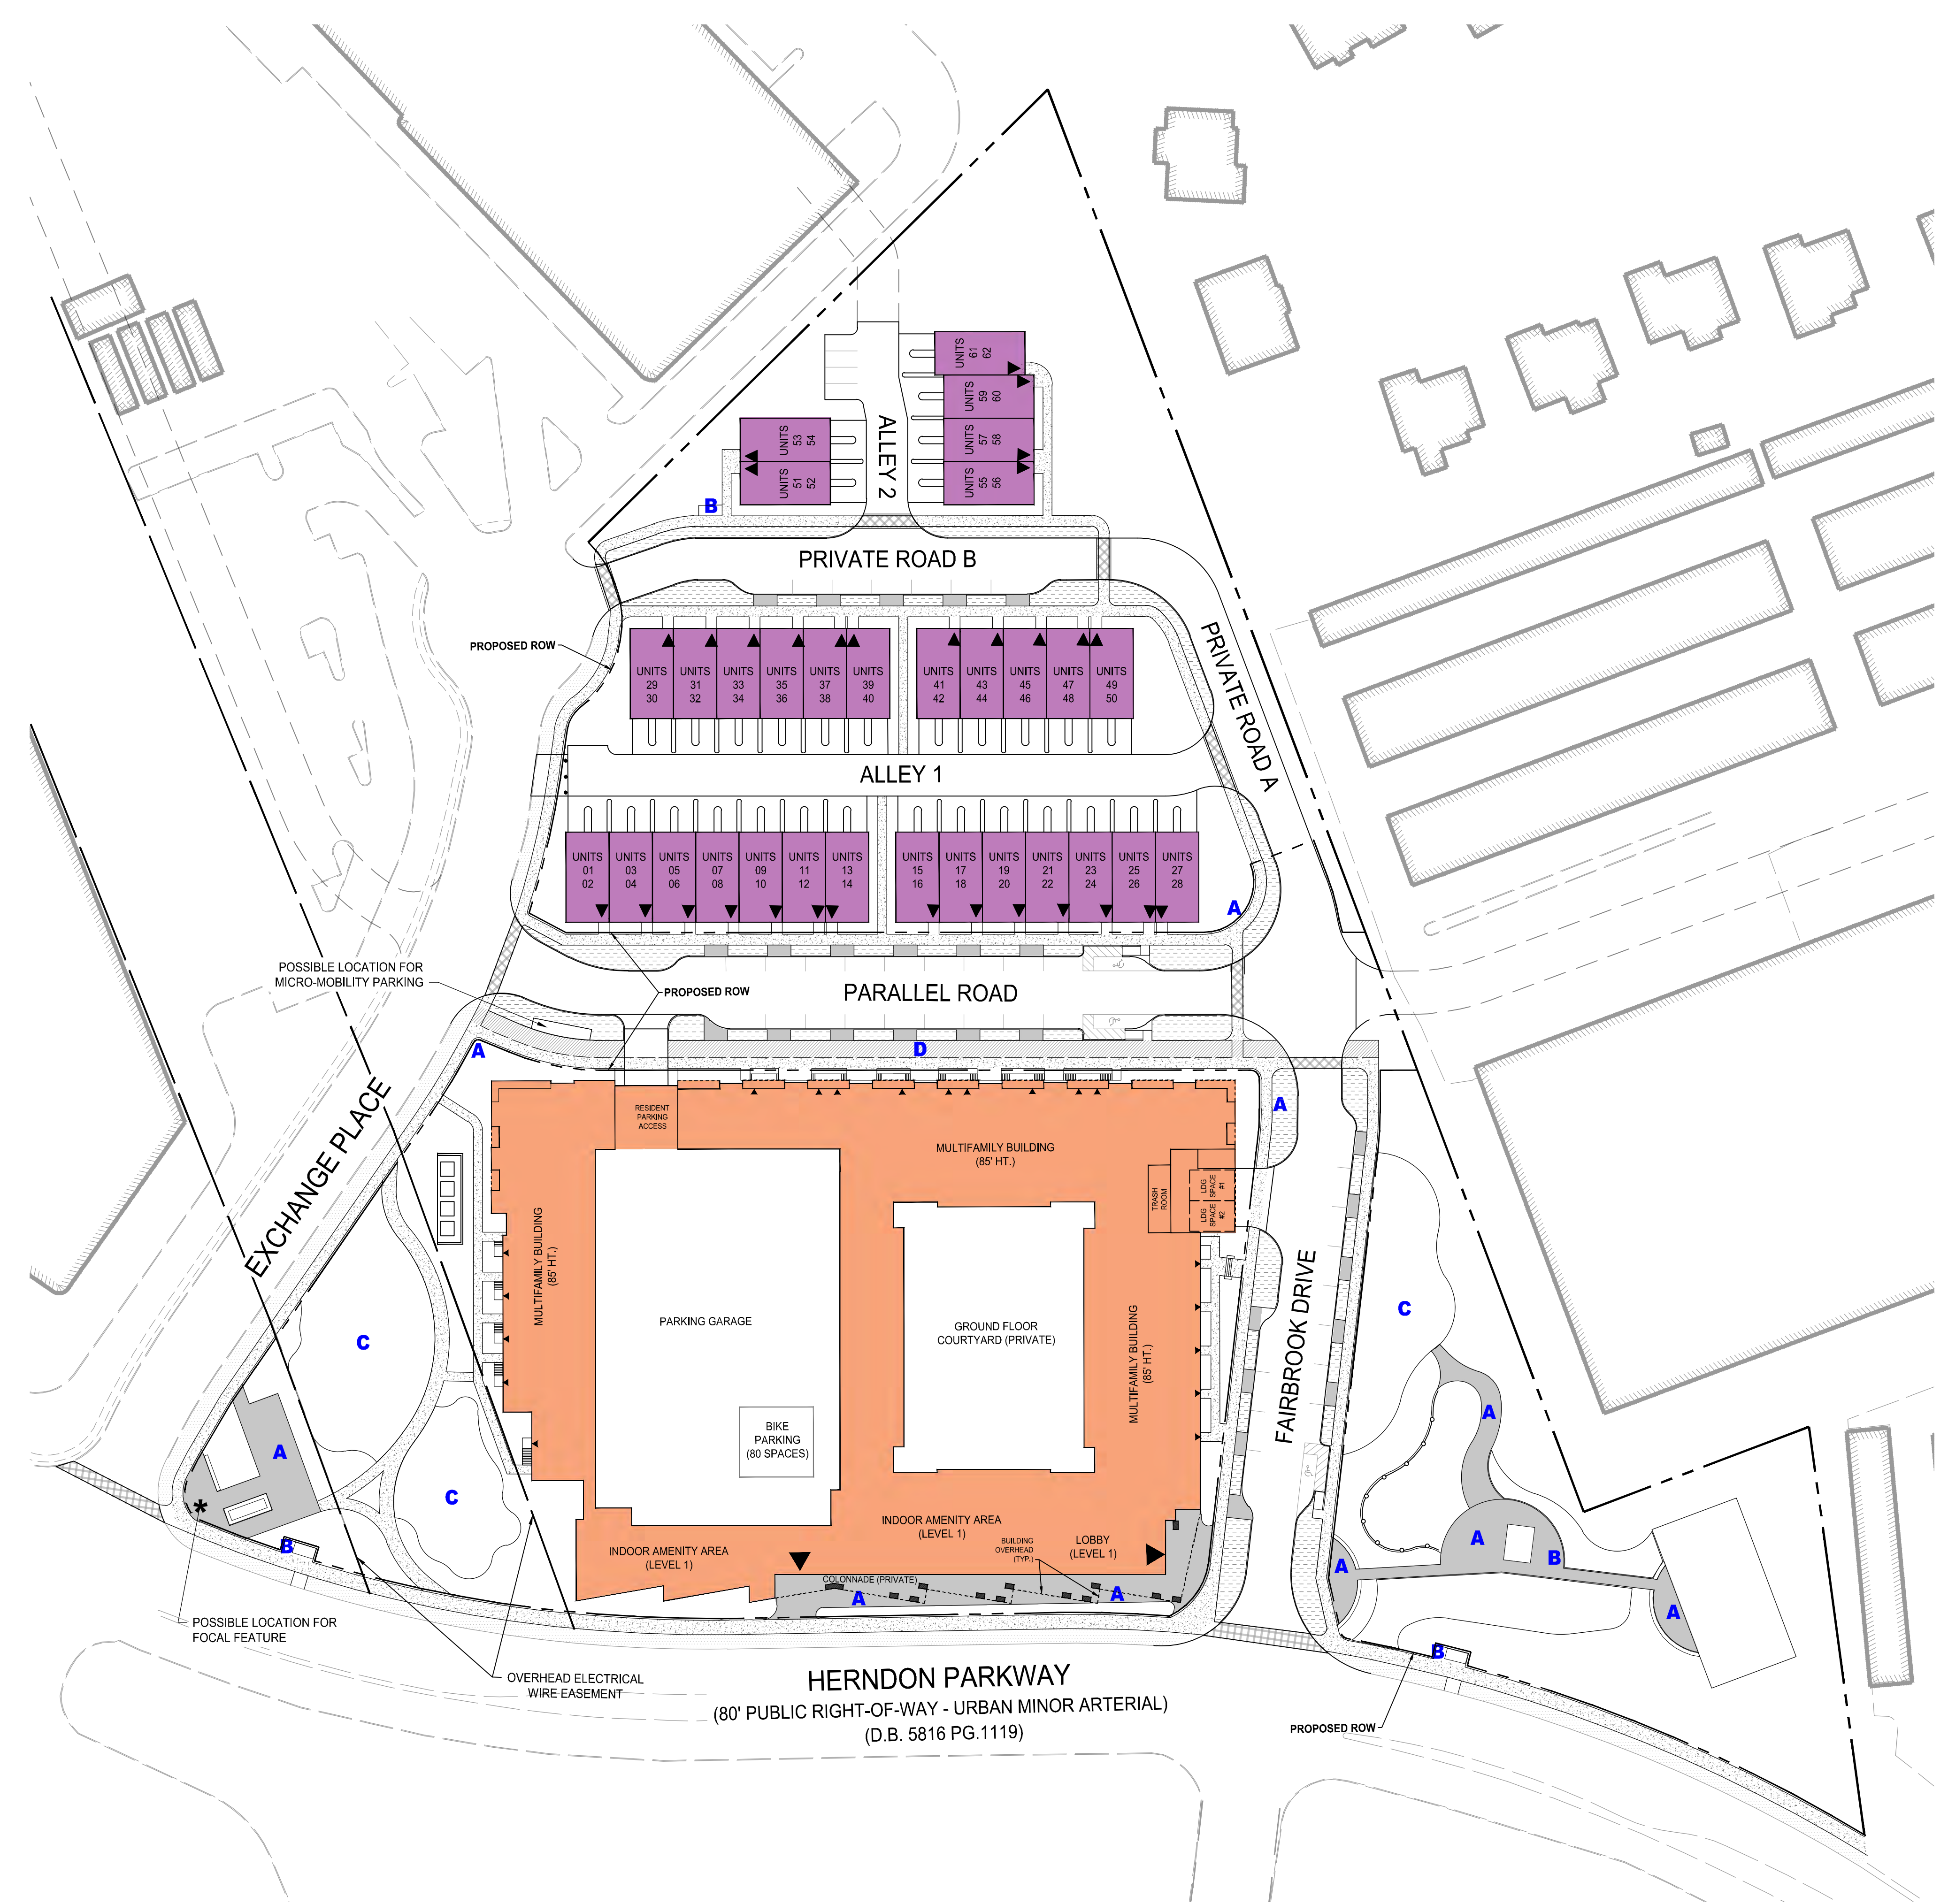 UNITS
61
62
UNITS
59
60
UNITS
57
58
UNITS
55
56
UNITS
53
54
UNITS
51
52
ALLEY 2
B
PRIVATE ROAD B
PROPOSED ROW
UNITS
29
30
UNITS
31
32
UNITS
33
34
UNITS
35
36
UNITS
37
38
UNITS
39
40
UNITS
41
42
UNITS
43
44
UNITS
45
46
UNITS
47
48
UNITS
49
50
PRIVATE ROAD A
ALLEY 1
UNITS
01
02
UNITS
03
04
UNITS
05
06
UNITS
07
08
UNITS
09
10
UNITS
11
12
UNITS
13
14
UNITS
15
16
UNITS
17
18
UNITS
19
20
UNITS
21
22
UNITS
23
24
UNITS
25
26
UNITS
27
28
A
POSSIBLE LOCATION FOR
MICRO-MOBILITY PARKING
PROPOSED ROW
PARALLEL ROAD
A
D
A
EXCHANGE PLACE
RESIDENT
PARKING
ACCESS
MULTIFAMILY BUILDING
(85' HT.)
TRASH
ROOM
LDG
SPACE
#1
LDG
SPACE
#2
MULTIFAMILY BUILDING
(85' HT.)
PARKING GARAGE
GROUND FLOOR
COURTYARD (PRIVATE)
MULTIFAMILY BUILDING
(85' HT.)
FAIRBROOK DRIVE
C
C
A
BIKE
PARKING
(80 SPACES)
A
C
*
B
INDOOR AMENITY AREA
(LEVEL 1)
INDOOR AMENITY AREA
(LEVEL 1)
BUILDING
OVERHEAD
(TYP.)
LOBBY
(LEVEL 1)
COLONNADE (PRIVATE)
A
A
A
A
B
A
B
POSSIBLE LOCATION FOR
FOCAL FEATURE
OVERHEAD ELECTRICAL
WIRE EASEMENT
HERNDON PARKWAY
(80' PUBLIC RIGHT-OF-WAY - URBAN MINOR ARTERIAL)
(D.B. 5816 PG.1119)
PROPOSED ROW